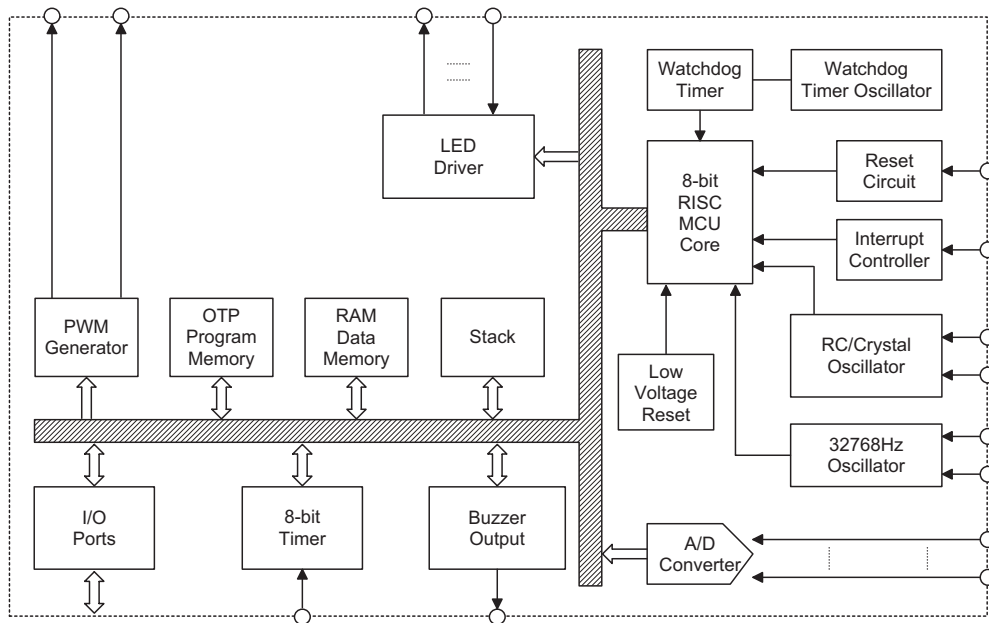 Watchdog
Timer
Watchdog
Timer Oscillator
LED
Driver
8-bit
RISC
MCU
Core
Reset
Circuit
Interrupt
Controller
PWM
Generator
OTP
Program
Memory
RAM
Data
Memory
Stack
Low
Voltage
Reset
RC/Crystal
Oscillator
32768Hz
Oscillator
I/O
Ports
8-bit
Timer
Buzzer
Output
A/D
Converter